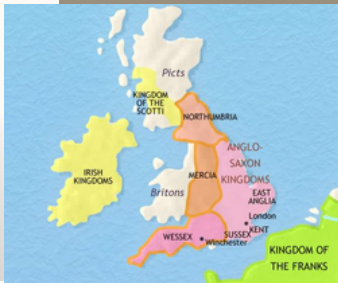 Picts
KINGDOM
OF THE
SCOTTI
NORTHUMBRIA
ANGLO-
SAXON
KINGDOMS
IRISH
KINGDOMS
MERCIA
Britons
EAST
ANGLIA
London
KENT
WESSEX
SUSSEX
Winchester
KINGDOM OF
THE FRANKS